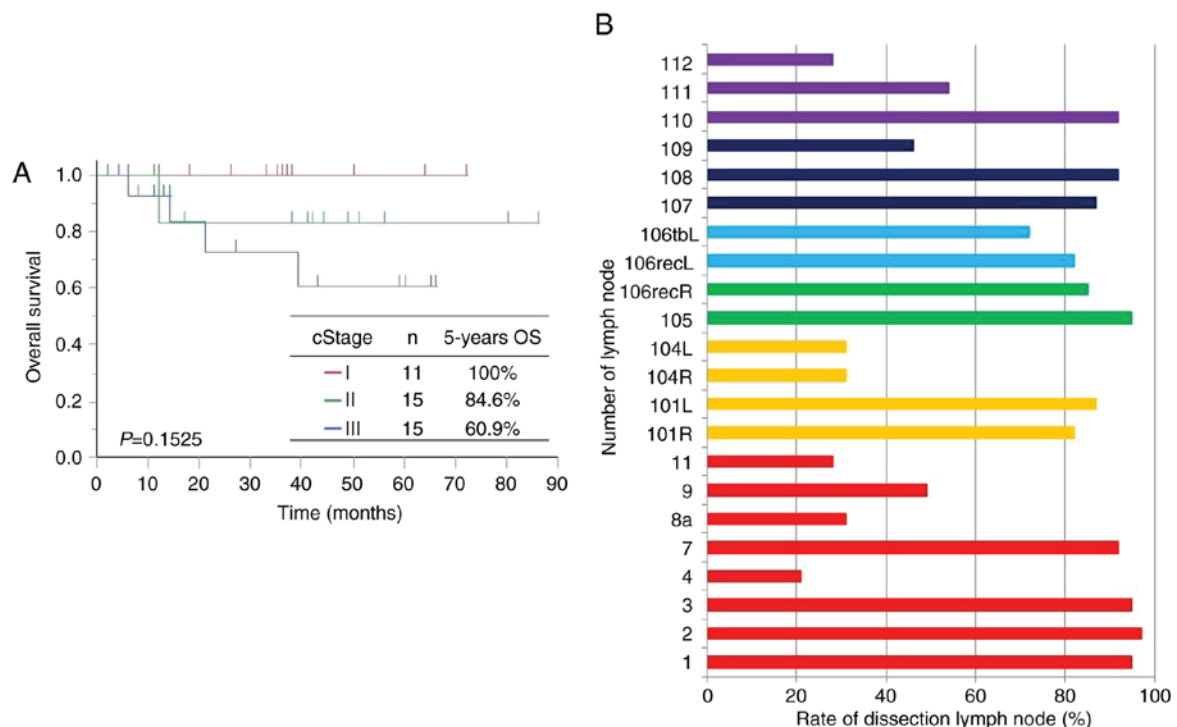 A
Overall survival
1.0
0.8
0.6
0.4
0.2
0.0
cStage n 5-years OS
I 11 100%
II 15 84.6%
III 15 60.9%
P=0.1525
0 10 20 30 40 50 60 70 80 90
Time (months)
B
Number of lymph node
112
111
110
109
108
107
106tbL
106recL
106recR
105
104L
104R
101L
101R
11
9
8a
7
4
3
2
1
0 20 40 60 80 100
Rate of dissection lymph node (%)